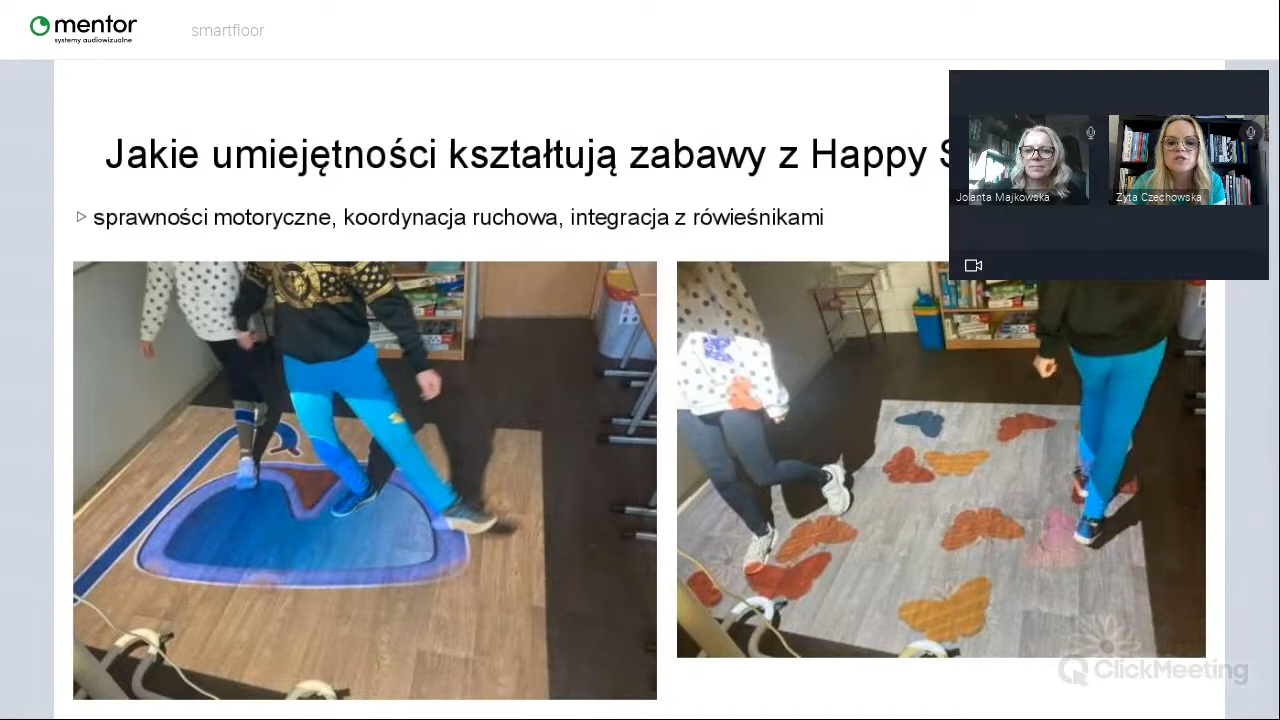 mentor
systemy audiowizualne
smartfloor
Jakie umiejętności kształtują zabawy z Happy S
▷ sprawności motoryczne, koordynacja ruchowa, integracja z rówieśnikami
Jolanta Majkowska
Zyta Czechowska
ClickMeeting